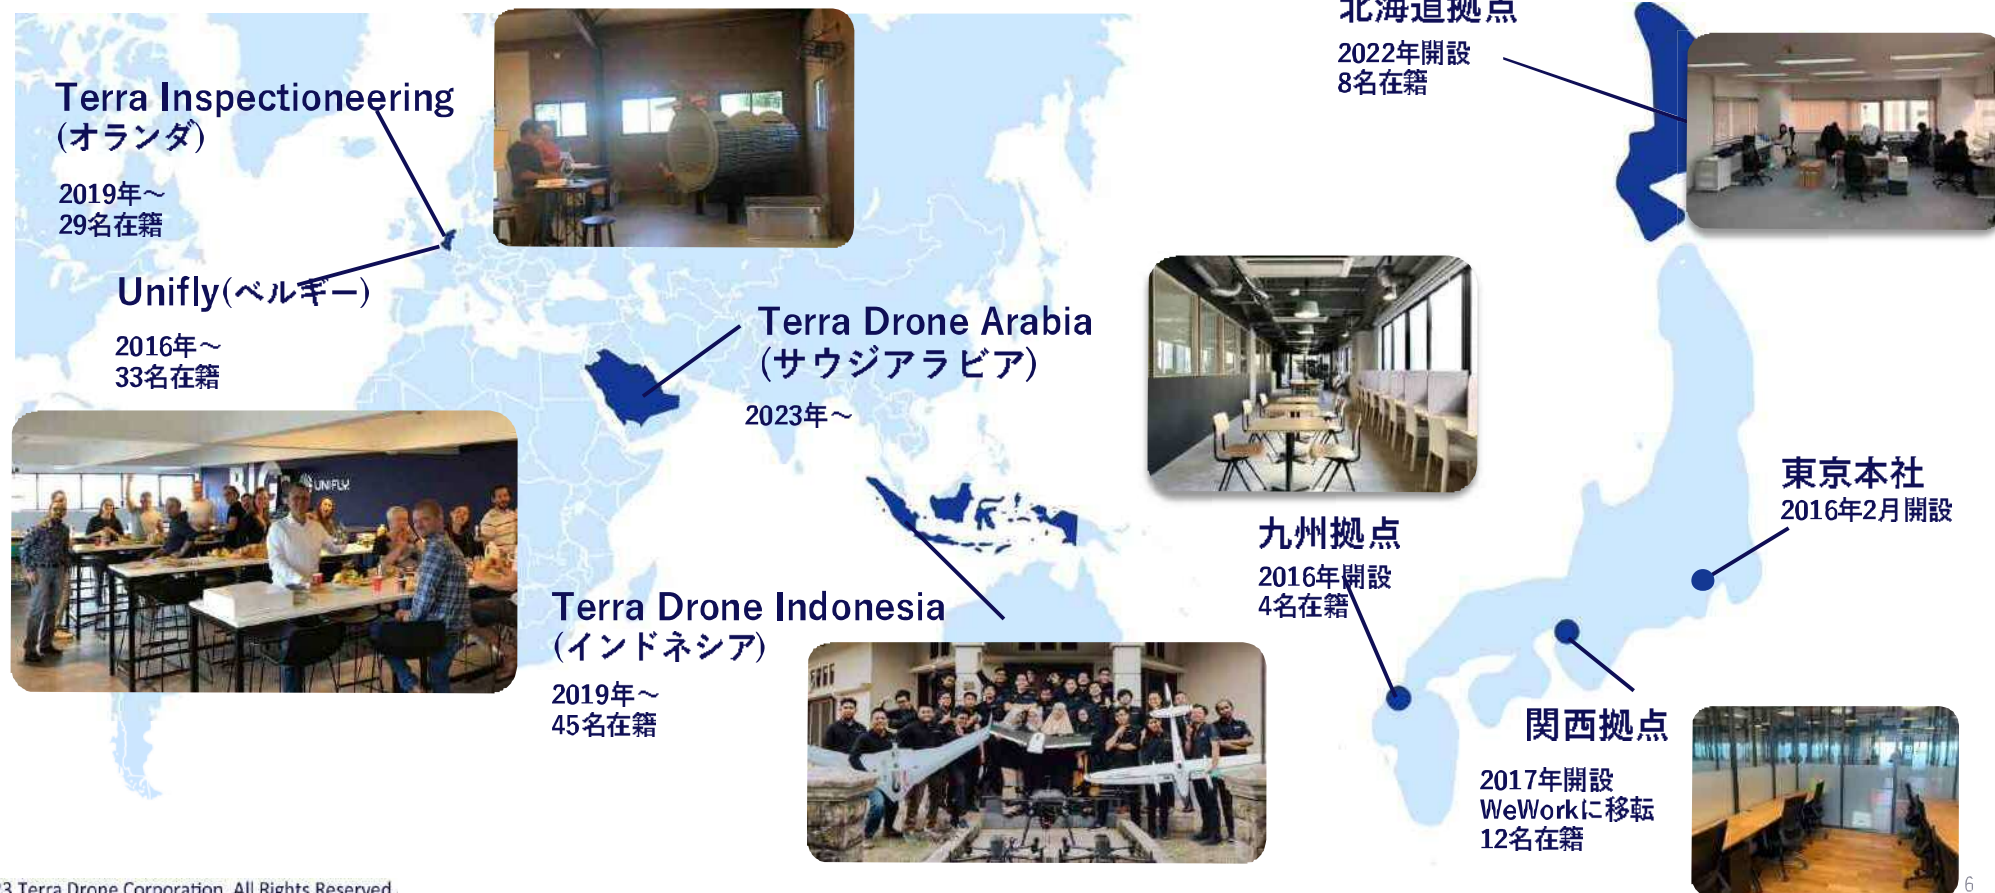 Terra Inspectioneering
(オランダ)
2019年～
29名在籍
Unifly(ベルギー)
2016年～
33名在籍
UNIFLY
Terra Drone Arabia
(サウジアラビア)
2023年～
Terra Drone Indonesia
(インドネシア)
2019年～
45名在籍
北海道拠点
2022年開設
8名在籍
九州拠点
2016年開設
4名在籍
東京本社
2016年2月開設
関西拠点
2017年開設
WeWorkに移転
12名在籍
3 Terra Drone Corporation. All Rights Reserved.
6